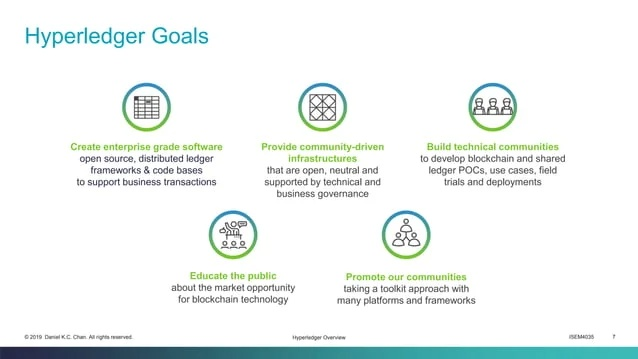 Hyperledger Goals
Create enterprise grade software
open source, distributed ledger
frameworks & code bases
to support business transactions
Provide community-driven
infrastructures
that are open, neutral and
supported by technical and
business governance
Build technical communities
to develop blockchain and shared
ledger POCs, use cases, field
trials and deployments
Educate the public
about the market opportunity
for blockchain technology
Promote our communities
taking a toolkit approach with
many platforms and frameworks
© 2019 Daniel K.C. Chan. All rights reserved.
Hyperledger Overview
ISEM4035
7